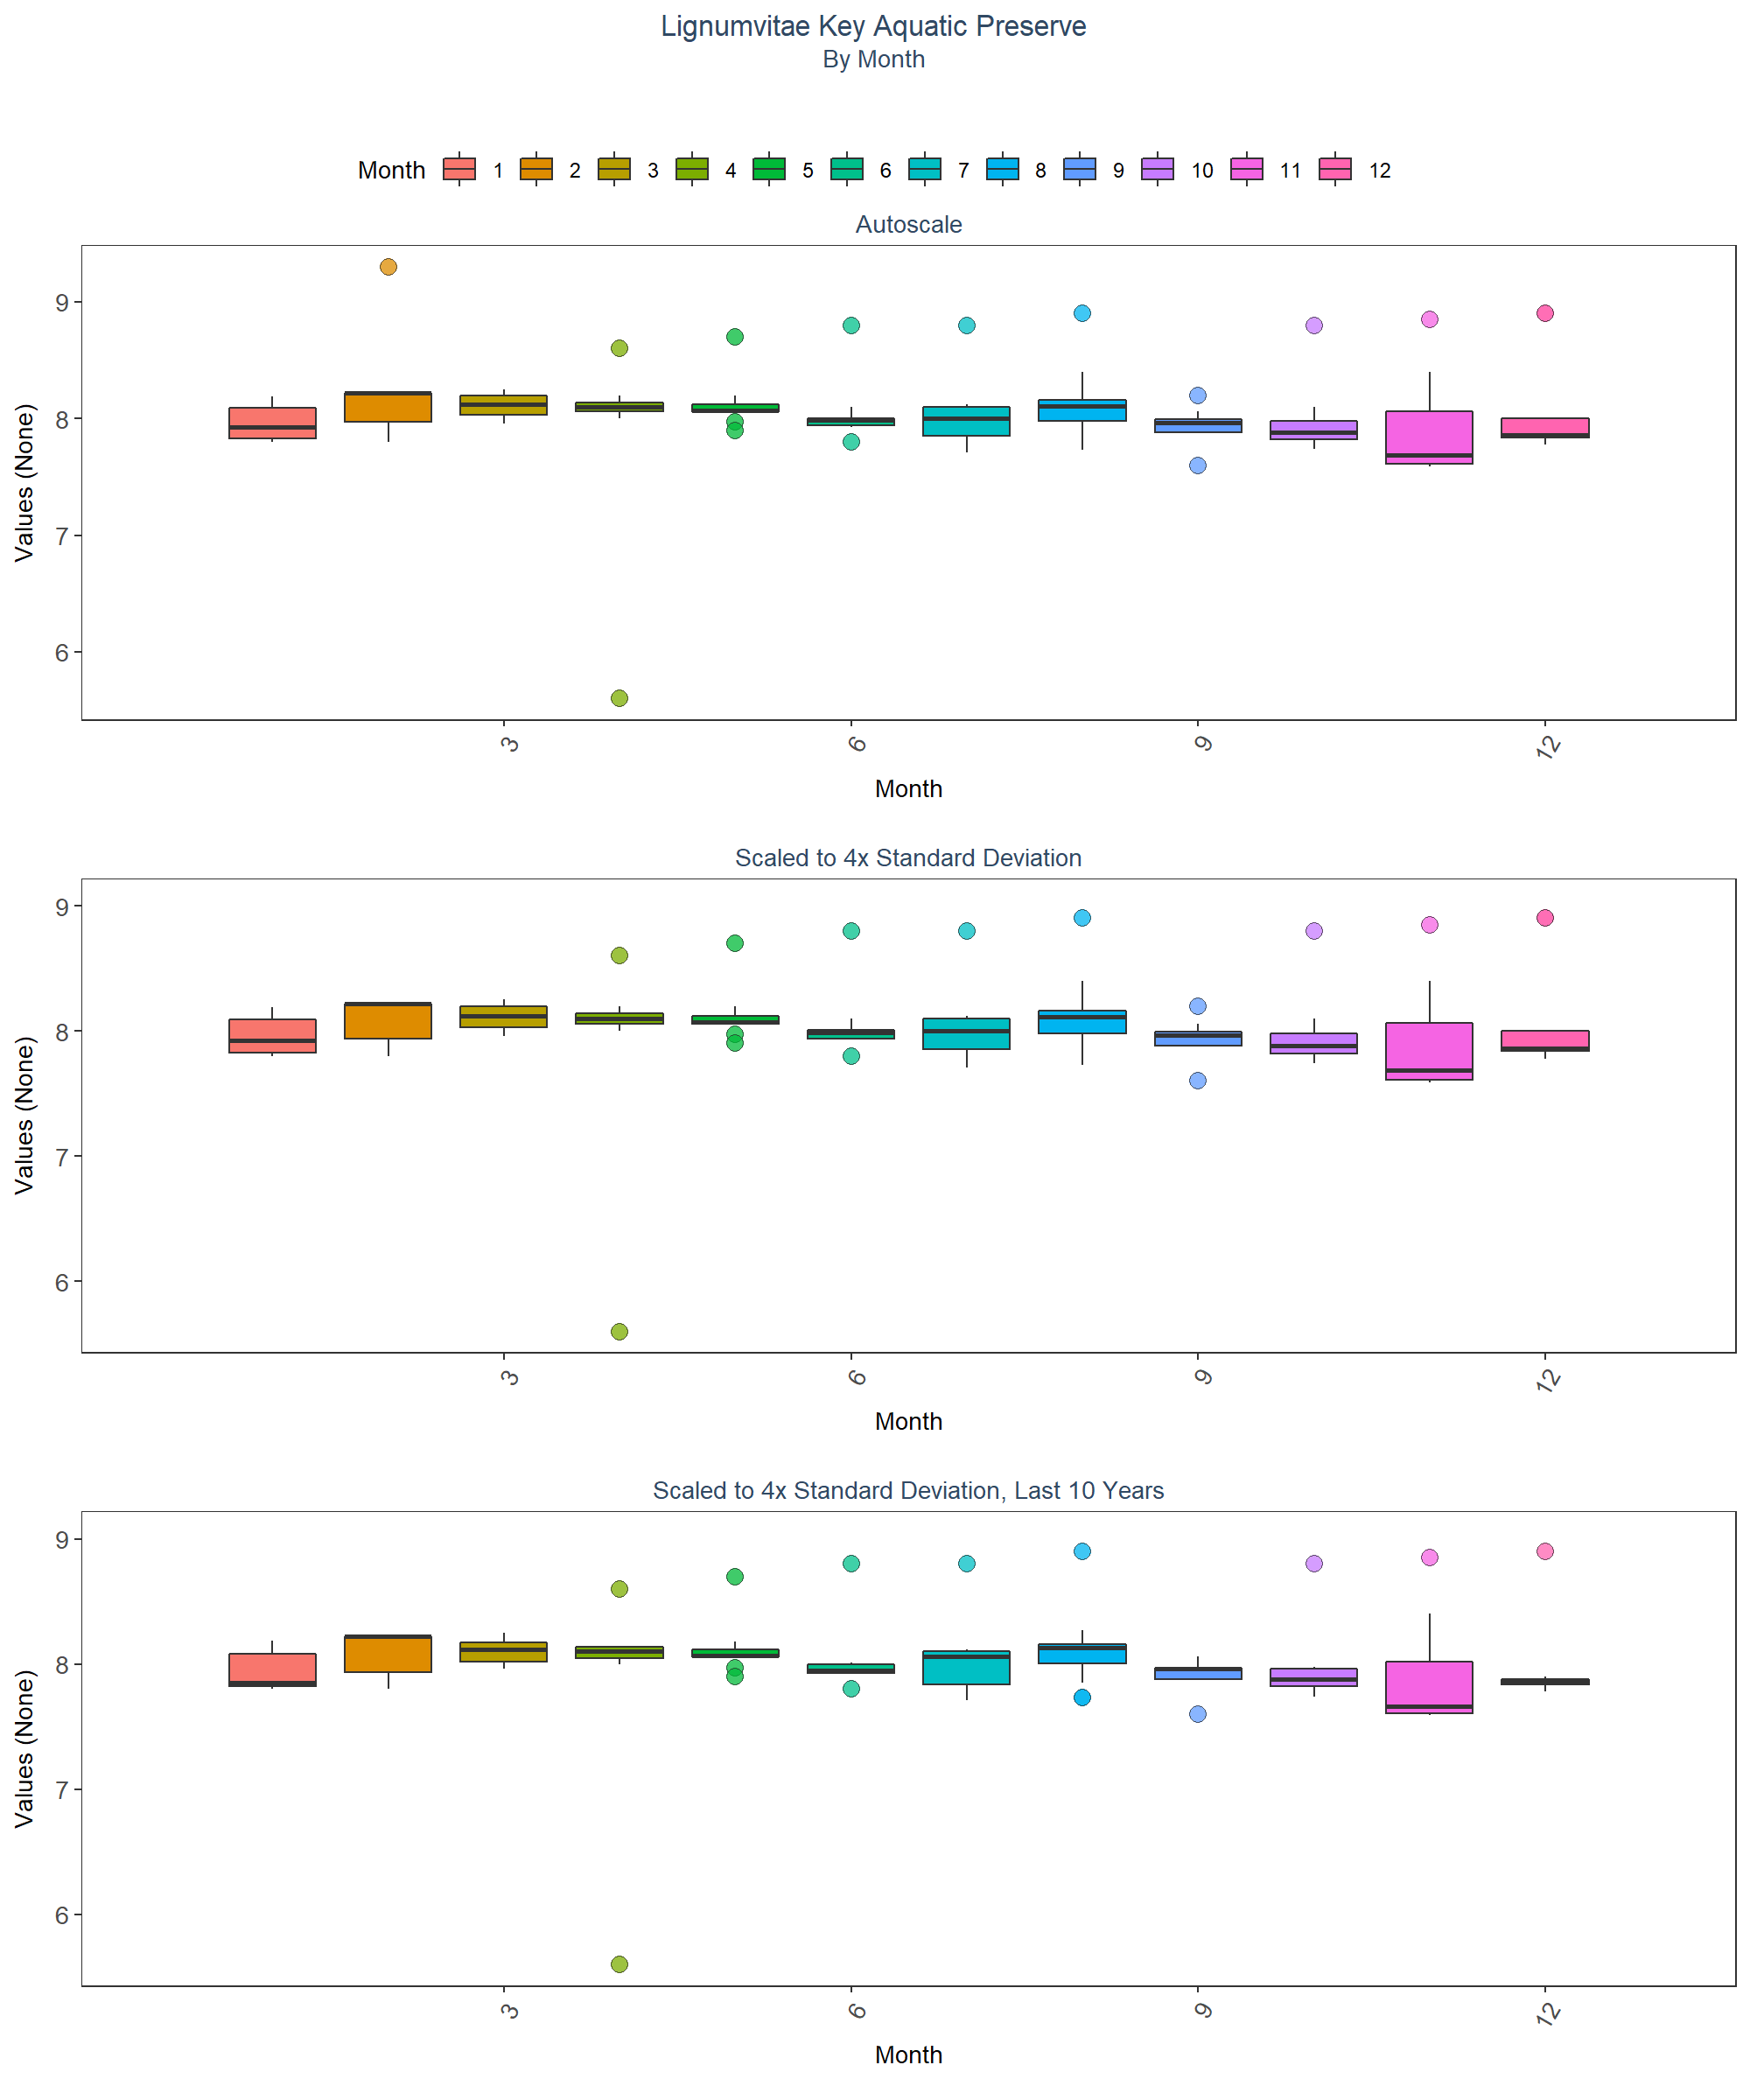 Lignumvitae Key Aquatic Preserve
By Month
Month 1 2 3 4 5 6 7 8 9 10 11 12
Autoscale
Values (None)
9
8
7
6
3 6 9 12
Month
Scaled to 4x Standard Deviation
Values (None)
9
8
7
6
3 6 9 12
Month
Scaled to 4x Standard Deviation, Last 10 Years
Values (None)
9
8
7
6
3 6 9 12
Month